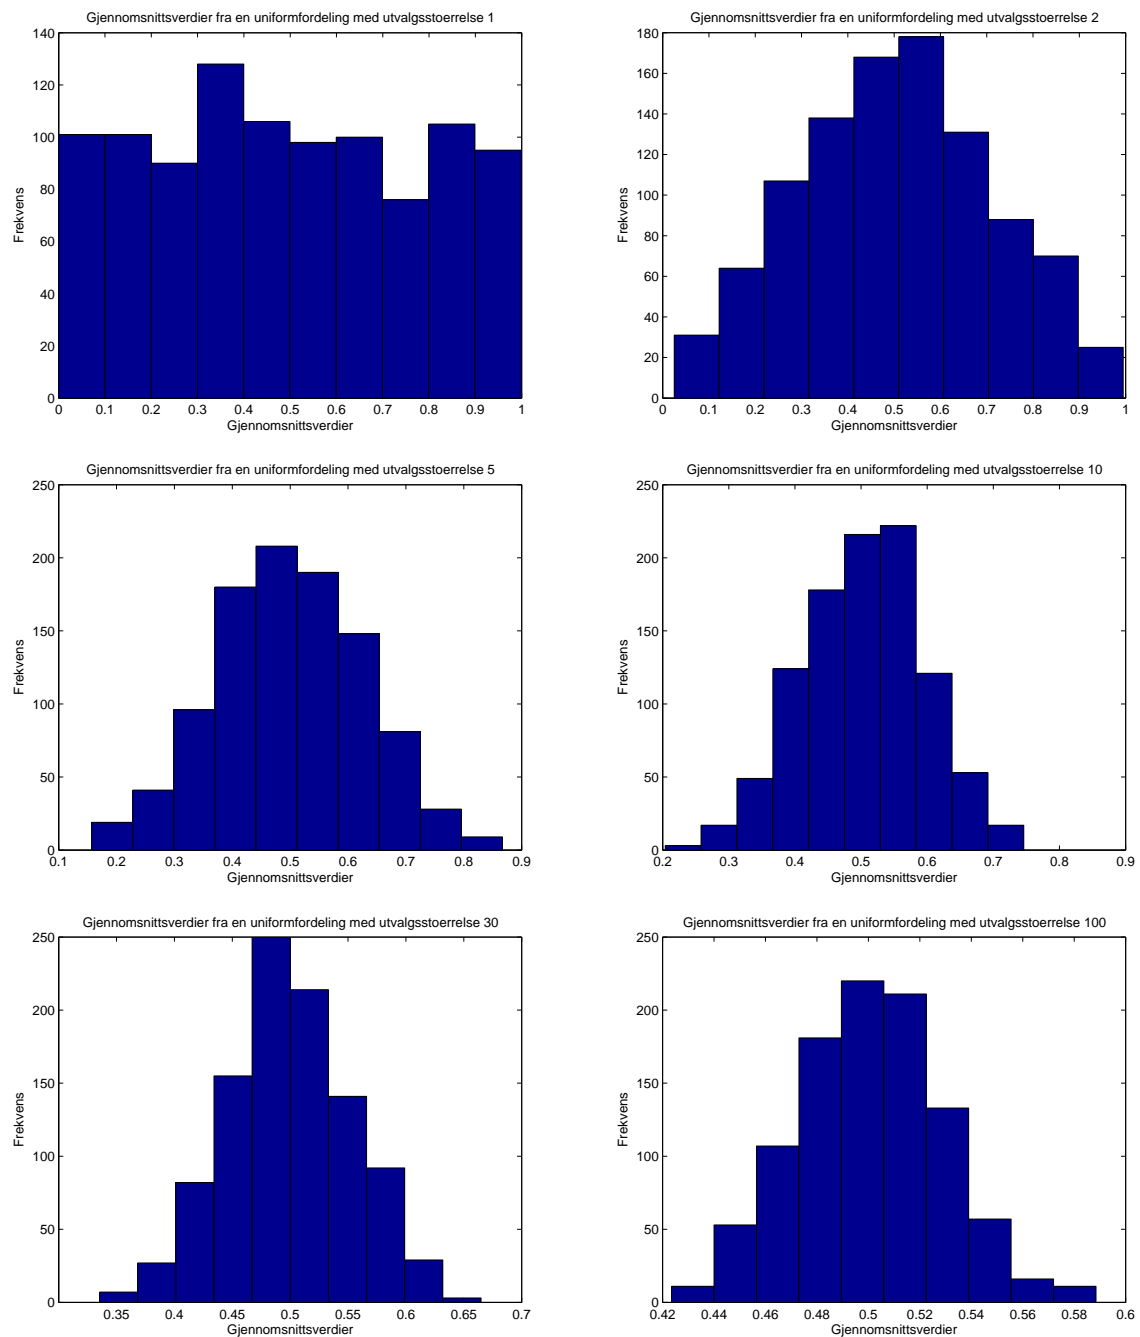 Gjennomsnittsverdier fra en uniformfordeling med utvalgsstoerrelse 1
140
120
100
80
60
40
20
0
Frekvens
0 0.1 0.2 0.3 0.4 0.5 0.6 0.7 0.8 0.9 1
Gjennomsnittsverdier
Gjennomsnittsverdier fra en uniformfordeling med utvalgsstoerrelse 2
180
160
140
120
100
80
60
40
20
0
Frekvens
0 0.1 0.2 0.3 0.4 0.5 0.6 0.7 0.8 0.9 1
Gjennomsnittsverdier
Gjennomsnittsverdier fra en uniformfordeling med utvalgsstoerrelse 5
250
200
150
100
50
0
Frekvens
0.1 0.2 0.3 0.4 0.5 0.6 0.7 0.8 0.9
Gjennomsnittsverdier
Gjennomsnittsverdier fra en uniformfordeling med utvalgsstoerrelse 10
250
200
150
100
50
0
Frekvens
0.2 0.3 0.4 0.5 0.6 0.7 0.8 0.9
Gjennomsnittsverdier
Gjennomsnittsverdier fra en uniformfordeling med utvalgsstoerrelse 30
250
200
150
100
50
0
Frekvens
0.35 0.4 0.45 0.5 0.55 0.6 0.65 0.7
Gjennomsnittsverdier
Gjennomsnittsverdier fra en uniformfordeling med utvalgsstoerrelse 100
250
200
150
100
50
0
Frekvens
0.42 0.44 0.46 0.48 0.5 0.52 0.54 0.56 0.58 0.6
Gjennomsnittsverdier